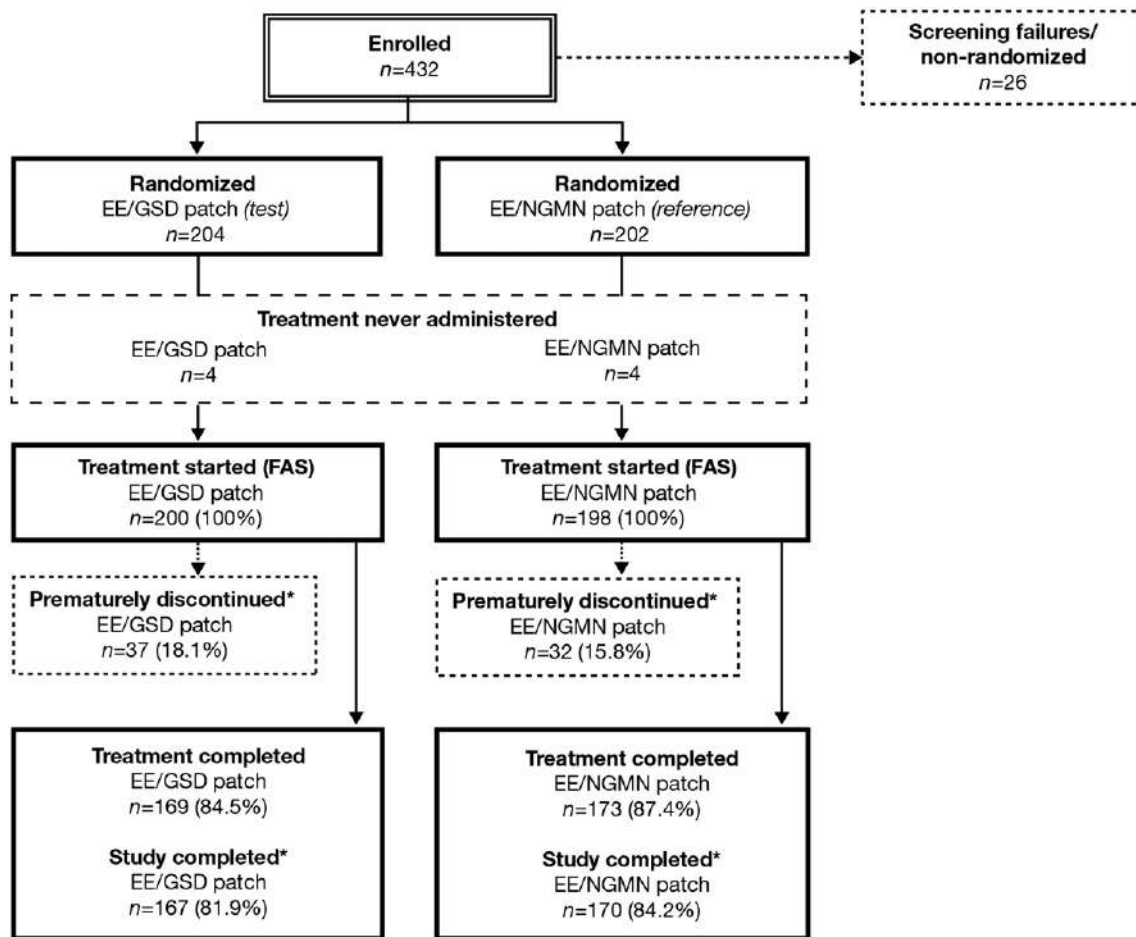 Enrolled
n=432
Screening failures/
non-randomized
n=26
Randomized
EE/GSD patch (test)
n=204
Randomized
EE/NGMN patch (reference)
n=202
Treatment never administered
EE/GSD patch
n=4
EE/NGMN patch
n=4
Treatment started (FAS)
EE/GSD patch
n=200 (100%)
Treatment started (FAS)
EE/NGMN patch
n=198 (100%)
Prematurely discontinued*
EE/GSD patch
n=37 (18.1%)
Prematurely discontinued*
EE/NGMN patch
n=32 (15.8%)
Treatment completed
EE/GSD patch
n=169 (84.5%)
Study completed*
EE/GSD patch
n=167 (81.9%)
Treatment completed
EE/NGMN patch
n=173 (87.4%)
Study completed*
EE/NGMN patch
n=170 (84.2%)